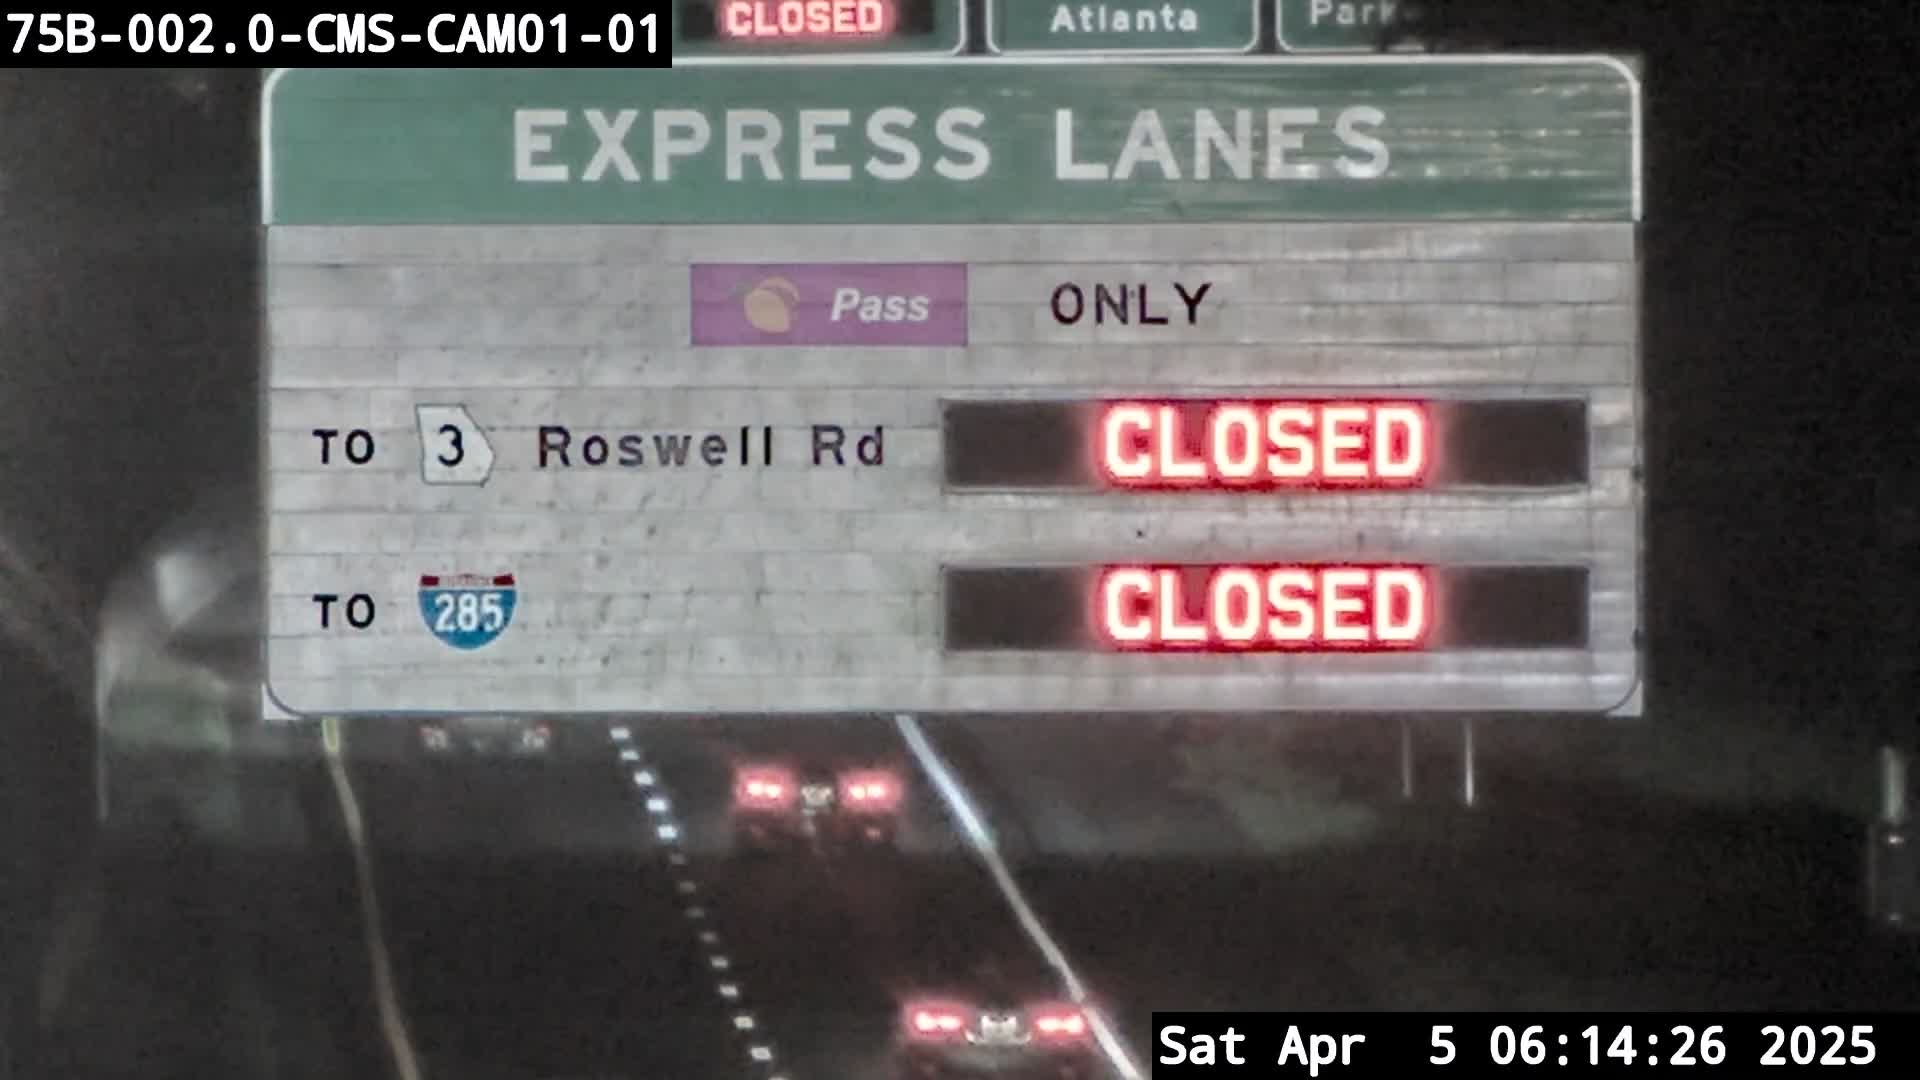 75B-002.0-CMS-CAM01-01
CLOSED
Atlanta
Park
EXPRESS LANES
Pass ONLY
TO 3 Roswell Rd CLOSED
TO 285 CLOSED
Sat Apr 5 06:14:26 2025